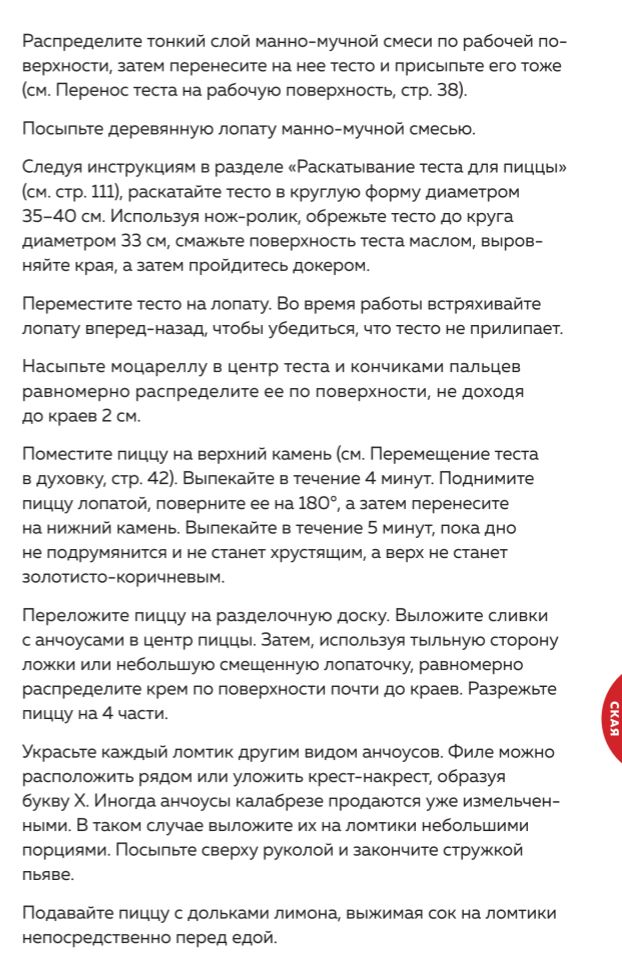 Распределите тонкий слой манно-мучной смеси по рабочей по-
верхности, затем перенесите на нее тесто и присыпьте его тоже
(см. Перенос теста на рабочую поверхность, стр. 38).
Посыпьте деревянную лопату манно-мучной смесью.
Следуя инструкциям в разделе «Раскатывание теста для пиццы»
(см. стр. 111), раскатайте тесто в круглую форму диаметром
35–40 см. Используя нож-ролик, обрежьте тесто до круга
диаметром 33 см, смажьте поверхность теста маслом, выров-
няйте края, а затем пройдитесь докером.
Переместите тесто на лопату. Во время работы встряхивайте
лопату вперед-назад, чтобы убедиться, что тесто не прилипает.
Насыпьте моцареллу в центр теста и кончиками пальцев
равномерно распределите ее по поверхности, не доходя
до краев 2 см.
Поместите пиццу на верхний камень (см. Перемещение теста
в духовку, стр. 42). Выпекайте в течение 4 минут. Поднимите
пиццу лопатой, поверните ее на 180°, а затем перенесите
на нижний камень. Выпекайте в течение 5 минут, пока дно
не подрумянится и не станет хрустящим, а верх не станет
золотисто-коричневым.
Переложите пиццу на разделочную доску. Выложите сливки
с анчоусами в центр пиццы. Затем, используя тыльную сторону
ложки или небольшую смещенную лопаточку, равномерно
распределите крем по поверхности почти до краев. Разрежьте
пиццу на 4 части.
Украсьте каждый ломтик другим видом анчоусов. Филе можно
расположить рядом или уложить крест-накрест, образуя
букву Х. Иногда анчоусы калабрезе продаются уже измельчен-
ными. В таком случае выложите их на ломтики небольшими
порциями. Посыпьте сверху руколой и закончите стружкой
пьяве.
Подавайте пиццу с дольками лимона, выжимая сок на ломтики
непосредственно перед едой.
СКАЯ